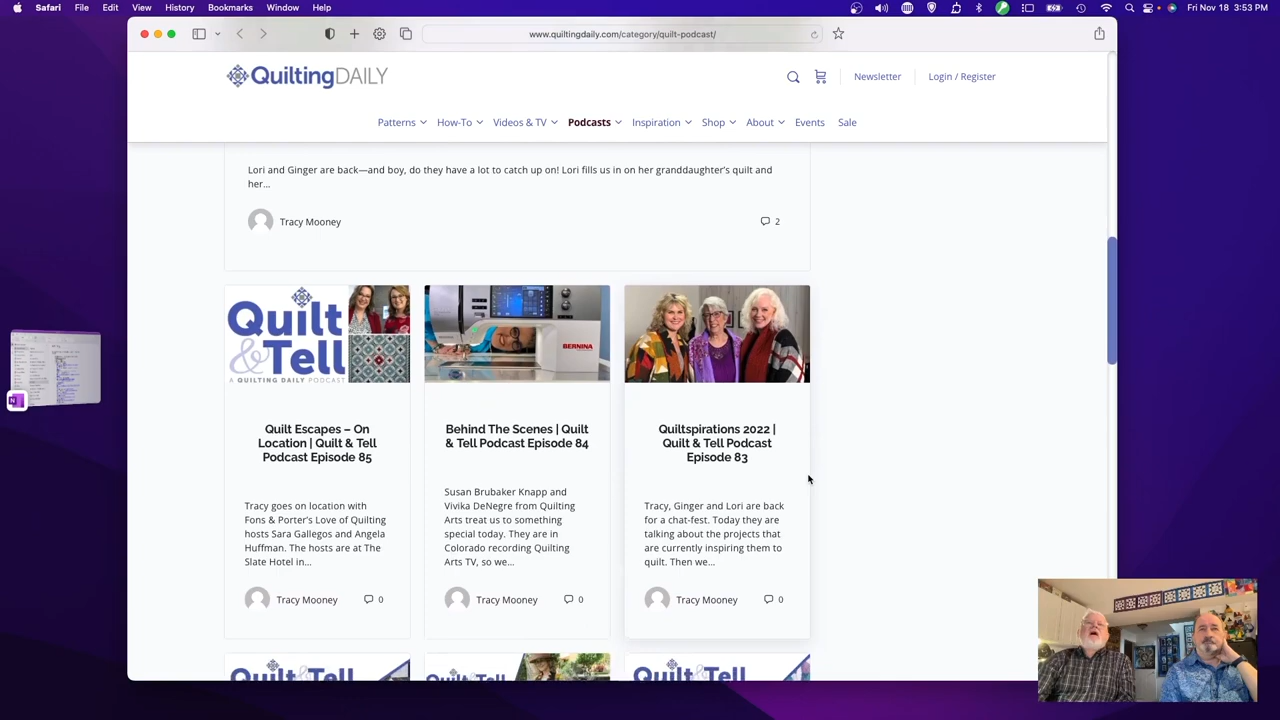 Safari File Edit View History Bookmarks Window Help Fri Nov 18 3:53 PM
www.quiltingdaily.com/category/quilt-podcast/
QuiltingDAILY
Newsletter Login / Register
Patterns How-To Videos & TV Podcasts Inspiration Shop About Events Sale
Lori and Ginger are back—and boy, do they have a lot to catch up on! Lori fills us in on her granddaughter’s quilt and
her...
Tracy Mooney 2
Quilt
& Tell
A QUILTING DAILY PODCAST
BERNINA
Quilt Escapes – On
Location | Quilt & Tell
Podcast Episode 85
Tracy goes on location with
Fons & Porter’s Love of Quilting
hosts Sara Gallegos and Angela
Huffman. The hosts are at The
Slate Hotel in...
Tracy Mooney 0
Behind The Scenes | Quilt
& Tell Podcast Episode 84
Susan Brubaker Knapp and
Vivika DeNegre from Quilting
Arts treat us to something
special today. They are in
Colorado recording Quilting
Arts TV, so we...
Tracy Mooney 0
Quiltspirations 2022 |
Quilt & Tell Podcast
Episode 83
Tracy, Ginger and Lori are back
for a chat-fest. Today they are
talking about the projects that
are currently inspiring them to
quilt. Then we...
Tracy Mooney 0
Quilt&Tell
Quilt&Tell
Quilt&Tell